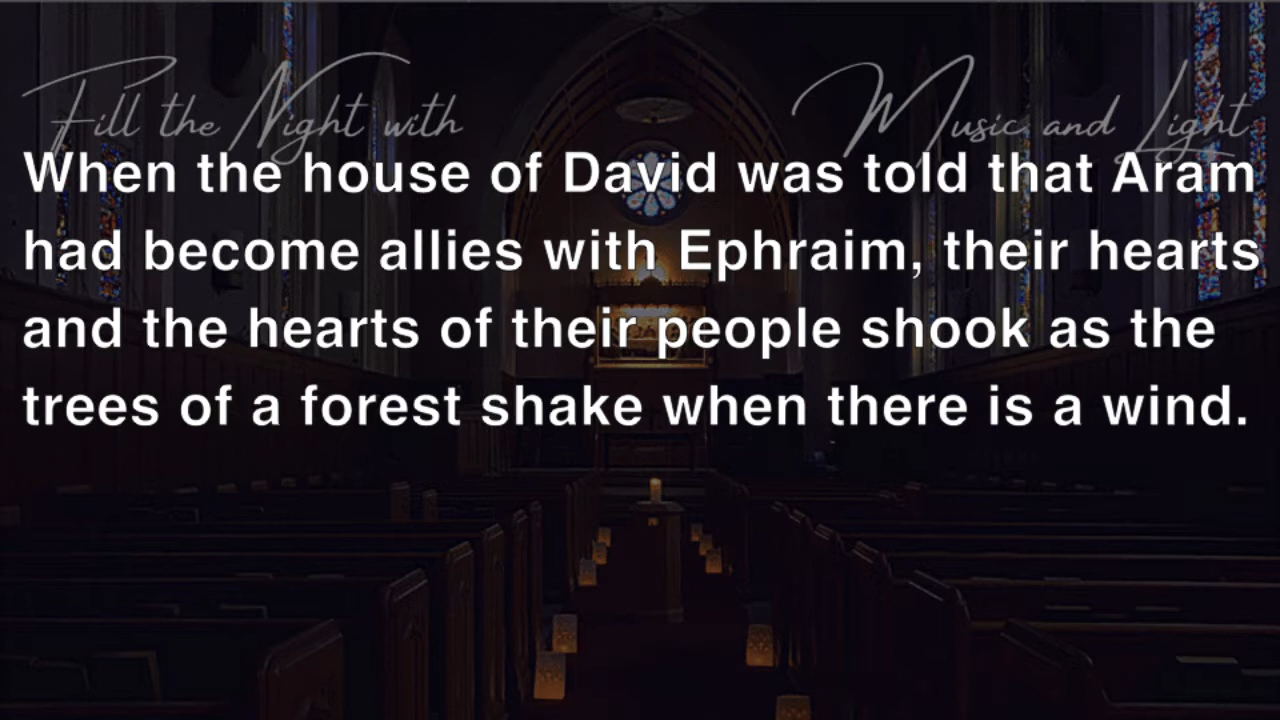 Fill the Night with Music and Light
When the house of David was told that Aram
had become allies with Ephraim, their hearts
and the hearts of their people shook as the
trees of a forest shake when there is a wind.